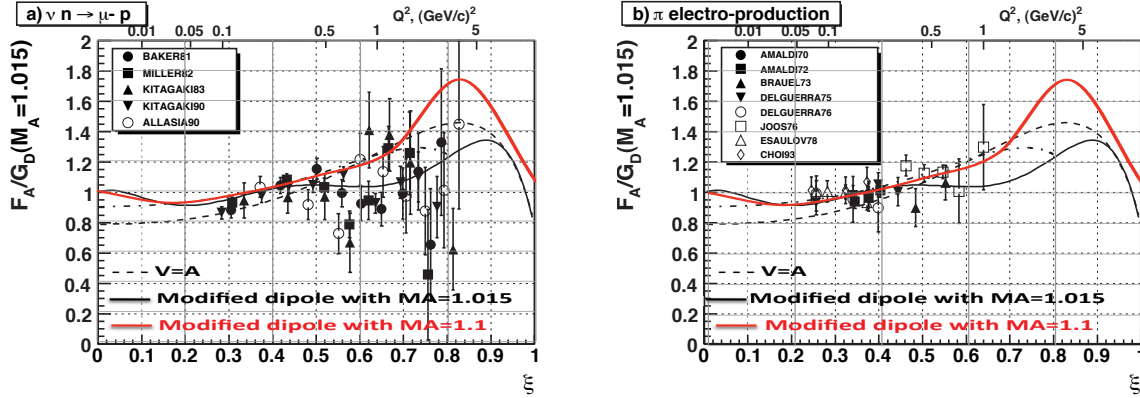 a) ν n → μ- p
Q², (GeV/c)²
0.01 0.05 0.1 0.5 1 5
F_A/G_D(M_A=1.015)
2
1.8
1.6
1.4
1.2
1
0.8
0.6
0.4
0.2
0
BAKER81
MILLER82
KITAGAKI83
KITAGAKI90
ALLASIA90
V=A
Modified dipole with MA=1.015
Modified dipole with MA=1.1
0 0.1 0.2 0.3 0.4 0.5 0.6 0.7 0.8 0.9 1
ξ
b) π electro-production
Q², (GeV/c)²
0.01 0.05 0.1 0.5 1 5
F_A/G_D(M_A=1.015)
2
1.8
1.6
1.4
1.2
1
0.8
0.6
0.4
0.2
0
AMALDI70
AMALDI72
BRAUEL73
DELGUERRA75
DELGUERRA76
JOOS76
ESAULOV78
CHOI93
V=A
Modified dipole with MA=1.015
Modified dipole with MA=1.1
0 0.1 0.2 0.3 0.4 0.5 0.6 0.7 0.8 0.9
ξ